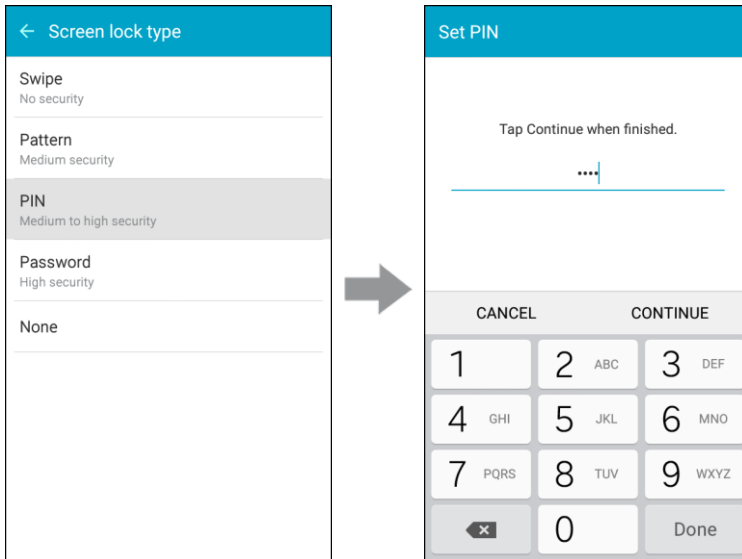 Screen lock type
Swipe
No security
Pattern
Medium security
PIN
Medium to high security
Password
High security
None
Set PIN
Tap Continue when finished.
••••
CANCEL CONTINUE
1 2 ABC 3 DEF
4 GHI 5 JKL 6 MNO
7 PQRS 8 TUV 9 WXYZ
0 Done